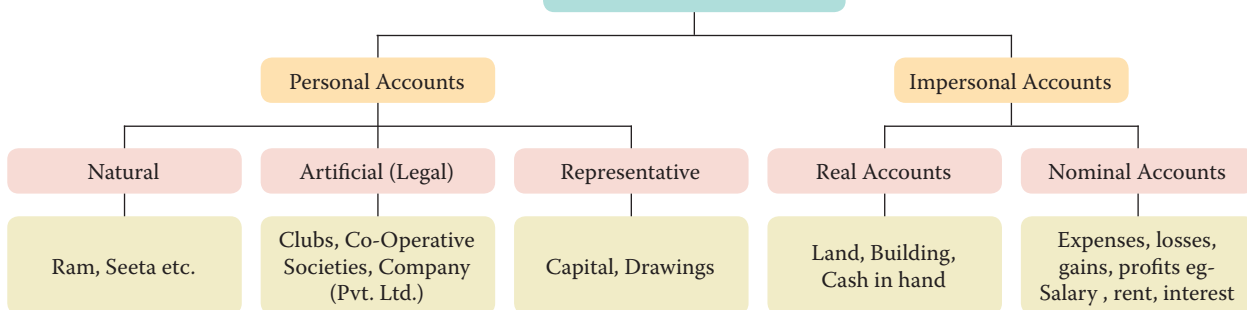 Personal Accounts
Impersonal Accounts
Natural
Artificial (Legal)
Representative
Real Accounts
Nominal Accounts
Ram, Seeta etc.
Clubs, Co-Operative
Societies, Company
(Pvt. Ltd.)
Capital, Drawings
Land, Building,
Cash in hand
Expenses, losses,
gains, profits eg-
Salary , rent, interest